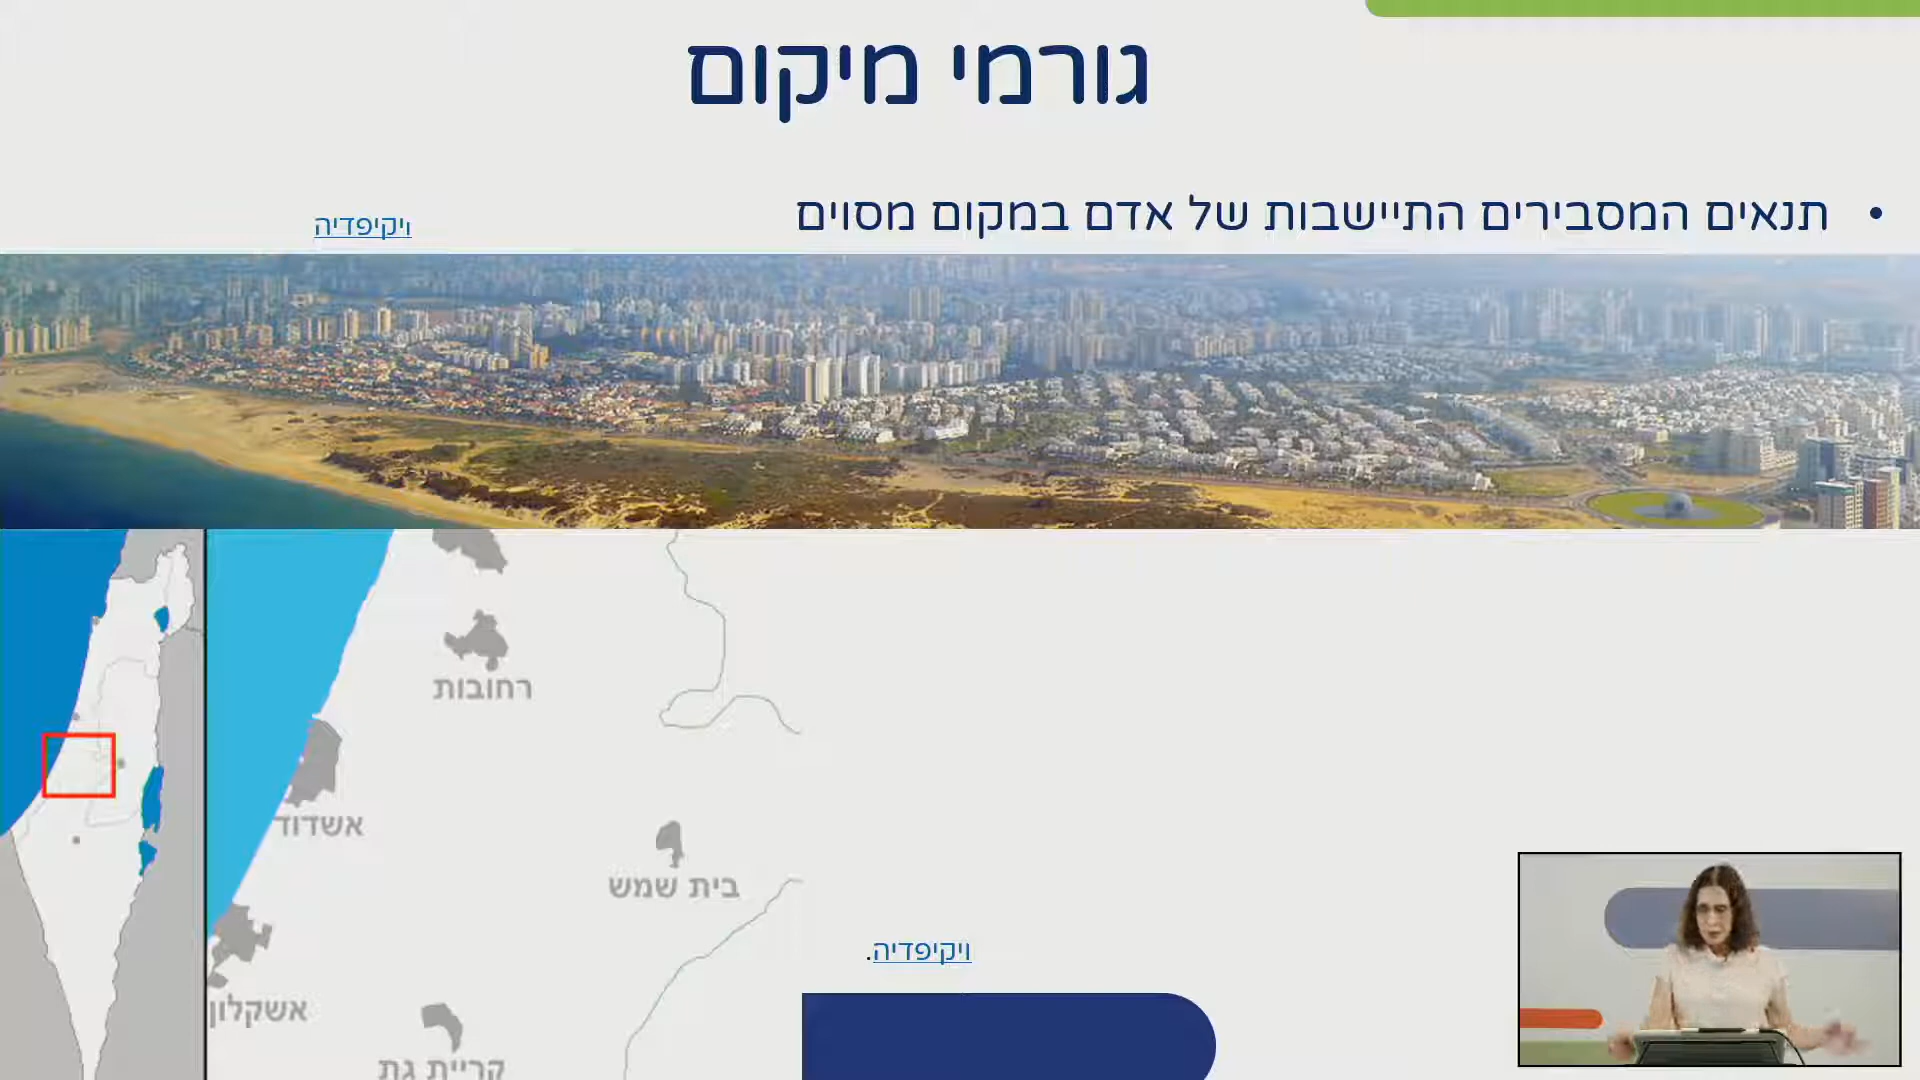 גורמי מיקום
• תנאים המסבירים התיישבות של אדם במקום מסוים
ויקיפדיה
רחובות
אשדוד
בית שמש
ויקיפדיה.
אשקלון
קריית גת